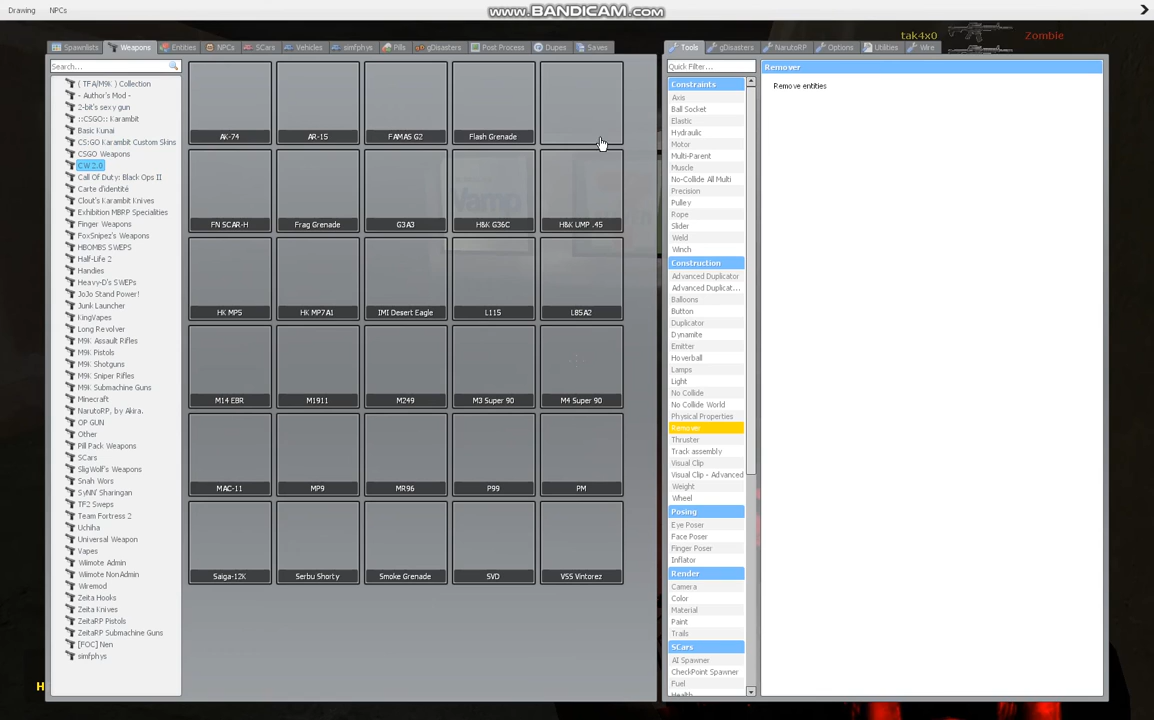 Drawing NPCs
www.BANDICAM.com
tak4x0 Zombie
Spawnlists Weapons Entities NPCs SCars Vehicles simfphys Pills gDisasters Post Process Dupes Saves
Tools gDisasters NarutoRP Options Utilities Wire
Search...
( TFA/M9K ) Collection
- Author's Mod -
2-bit's sexy gun
::CSGO:: Karambit
Basic Kunai
CS:GO Karambit Custom Skins
CSGO Weapons
CW 2.0
Call Of Duty: Black Ops II
Carte d'identité
Clout's Karambit Knives
Exhibition MBRP Specialities
Finger Weapons
FoxSnipez's Weapons
HBOMBS SWEPS
Half-Life 2
Handies
Heavy-D's SWEPs
JoJo Stand Power!
Junk Launcher
KingVapes
Long Revolver
M9K Assault Rifles
M9K Pistols
M9K Shotguns
M9K Sniper Rifles
M9K Submachine Guns
Minecraft
NarutoRP, by Akira.
OP GUN
Other
Pill Pack Weapons
SCars
SligWolf's Weapons
Snah Wors
SyNN' Sharingan
TF2 Sweps
Team Fortress 2
Uchiha
Universal Weapon
Vapes
Wiimote Admin
Wiimote NonAdmin
Wiremod
Zeita Hooks
Zeita Knives
ZeitaRP Pistols
ZeitaRP Submachine Guns
[FOC] Nen
simfphys
AK-74 AR-15 FAMAS G2 Flash Grenade
FN SCAR-H Frag Grenade G3A3 H&K G36C H&K UMP .45
HK MP5 HK MP7A1 IMI Desert Eagle L115 L85A2
M14 EBR M1911 M249 M3 Super 90 M4 Super 90
MAC-11 MP9 MR96 P99 PM
Saiga-12K Serbu Shorty Smoke Grenade SVD VSS Vintorez
Quick Filter...
Constraints
Axis
Ball Socket
Elastic
Hydraulic
Motor
Multi-Parent
Muscle
No-Collide All Multi
Precision
Pulley
Rope
Slider
Weld
Winch
Construction
Advanced Duplicator
Advanced Duplicat...
Balloons
Button
Duplicator
Dynamite
Emitter
Hoverball
Lamps
Light
No Collide
No Collide World
Physical Properties
Remover
Thruster
Track assembly
Visual Clip
Visual Clip - Advanced
Weight
Wheel
Posing
Eye Poser
Face Poser
Finger Poser
Inflator
Render
Camera
Color
Material
Paint
Trails
SCars
AI Spawner
CheckPoint Spawner
Fuel
Health
Remover
Remove entities
H